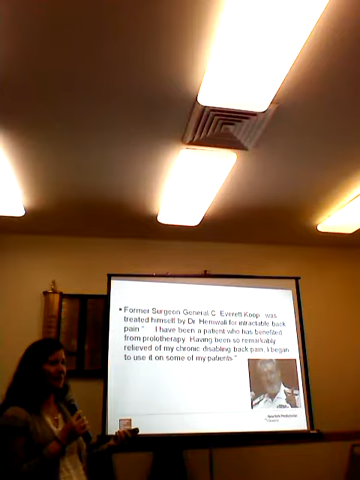 • Former Surgeon General C. Everett Koop was
treated himself by Dr. Hemwall for intractable back
pain " I have been a patient who has benefited
from prolotherapy. Having been so remarkably
relieved of my chronic disabling back pain, I began
to use it on some of my patients "